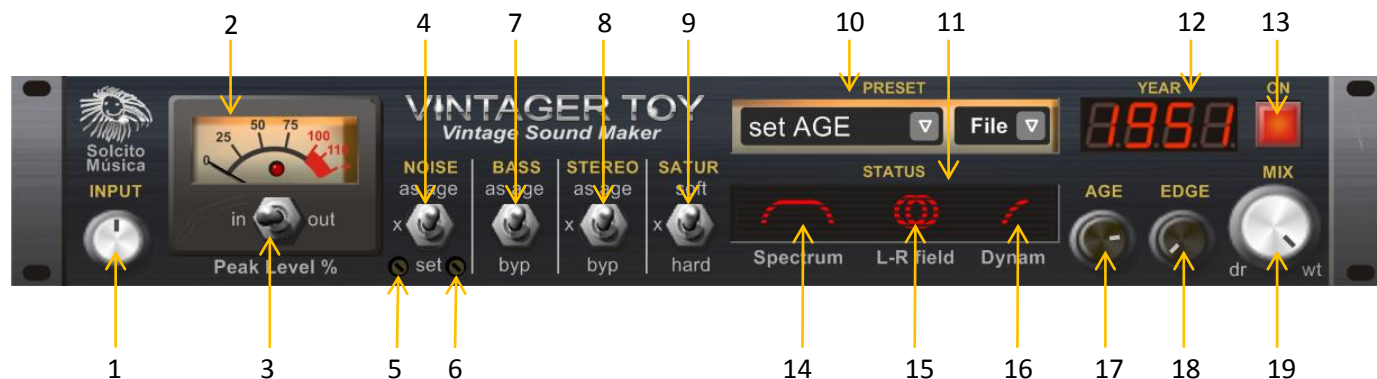 2 4 7 8 9 10 11 12 13
VINTAGER TOY
Vintage Sound Maker
Solcito
Música
INPUT
0 25 50 75 100 110
in out
Peak Level %
NOISE
as age
x
set
BASS
as age
byp
STEREO
as age
x
byp
SATUR
soft
x
hard
PRESET
set AGE
File
STATUS
Spectrum L-R field Dynam
YEAR
1951
ON
AGE EDGE
MIX
dr wt
1 3 5 6 14 15 16 17 18 19